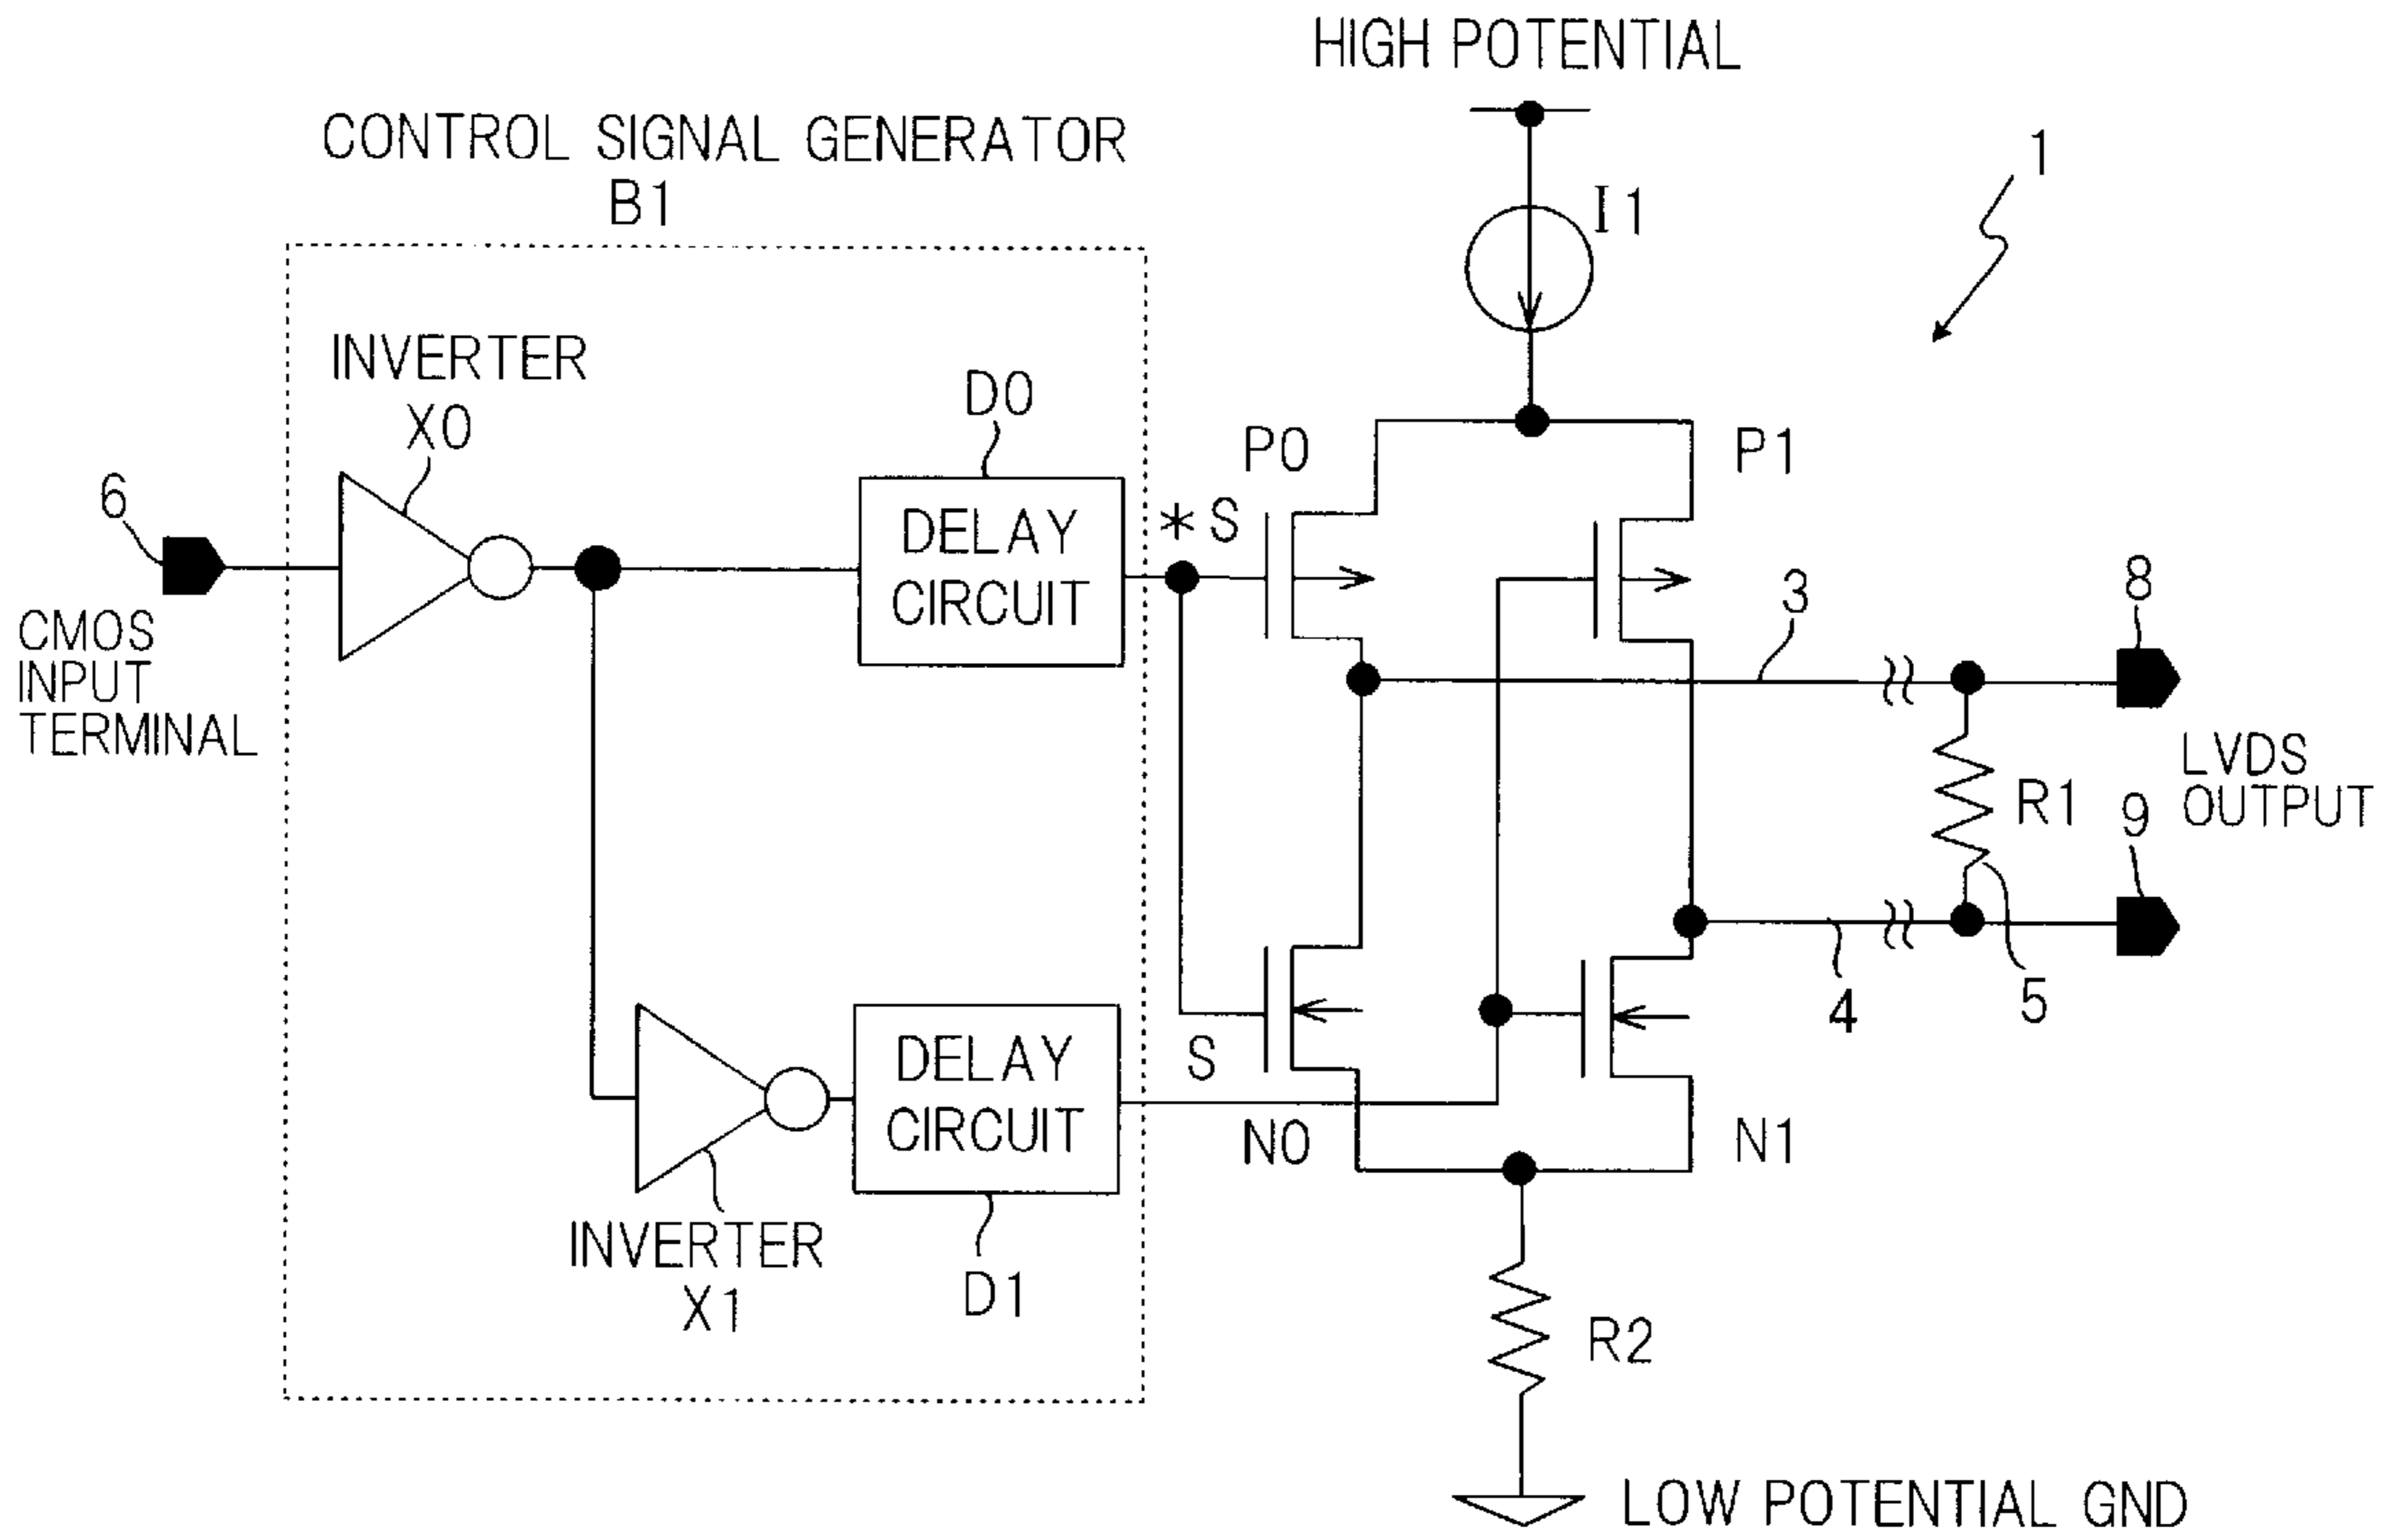 HIGH POTENTIAL
CONTROL SIGNAL GENERATOR
B1
I1
1
INVERTER
X0
D0
P0
P1
6
DELAY
CIRCUIT
*S
3
8
CMOS
INPUT
TERMINAL
LVDS
OUTPUT
R1
9
4
5
DELAY
CIRCUIT
S
N0
N1
INVERTER
X1
D1
R2
LOW POTENTIAL GND